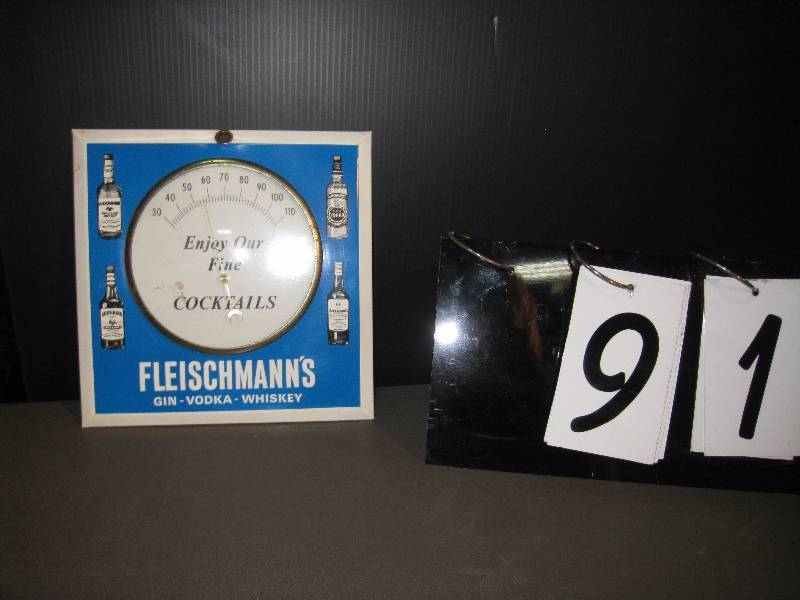 30 40 50 60 70 80 90 100 110
Enjoy Our
Fine
COCKTAILS
FLEISCHMANN'S
GIN - VODKA - WHISKEY
9 1